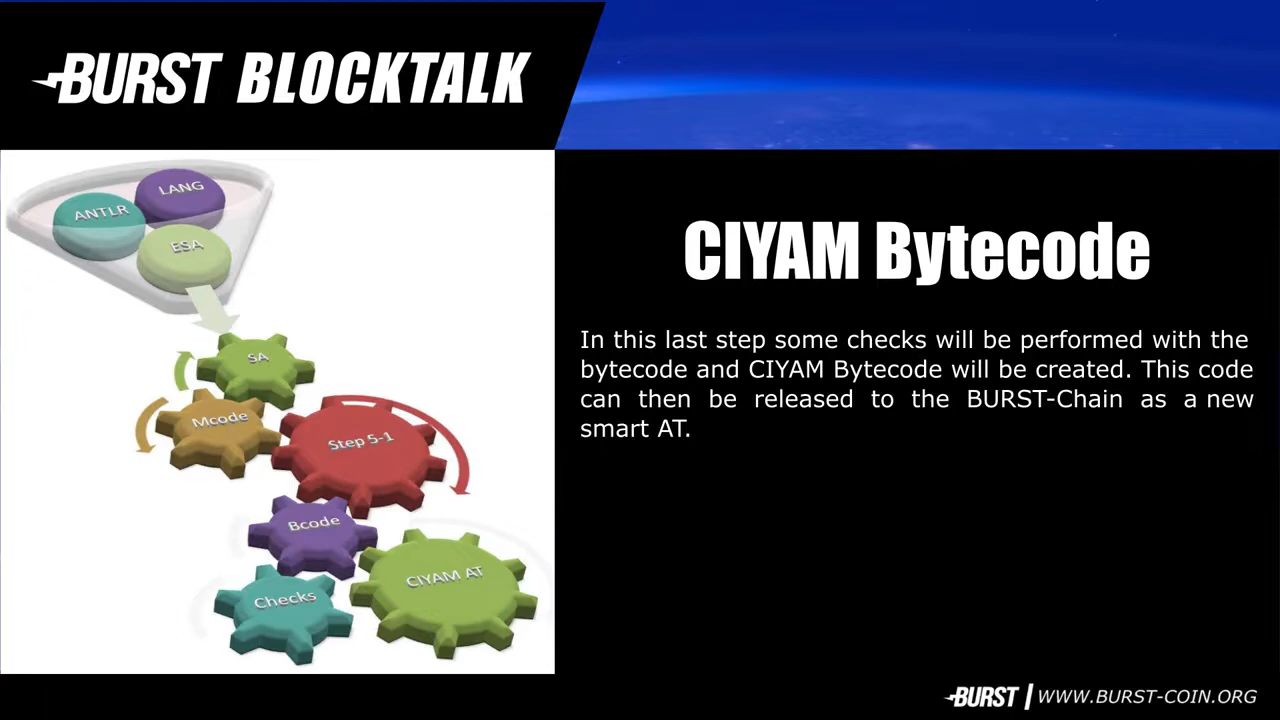 BURST BLOCKTALK
LANG
ANTLR
ESA
SA
Mcode
Step 5-1
Bcode
CIYAM AT
Checks
CIYAM Bytecode
In this last step some checks will be performed with the
bytecode and CIYAM Bytecode will be created. This code
can then be released to the BURST-Chain as a new
smart AT.
BURST | WWW.BURST-COIN.ORG